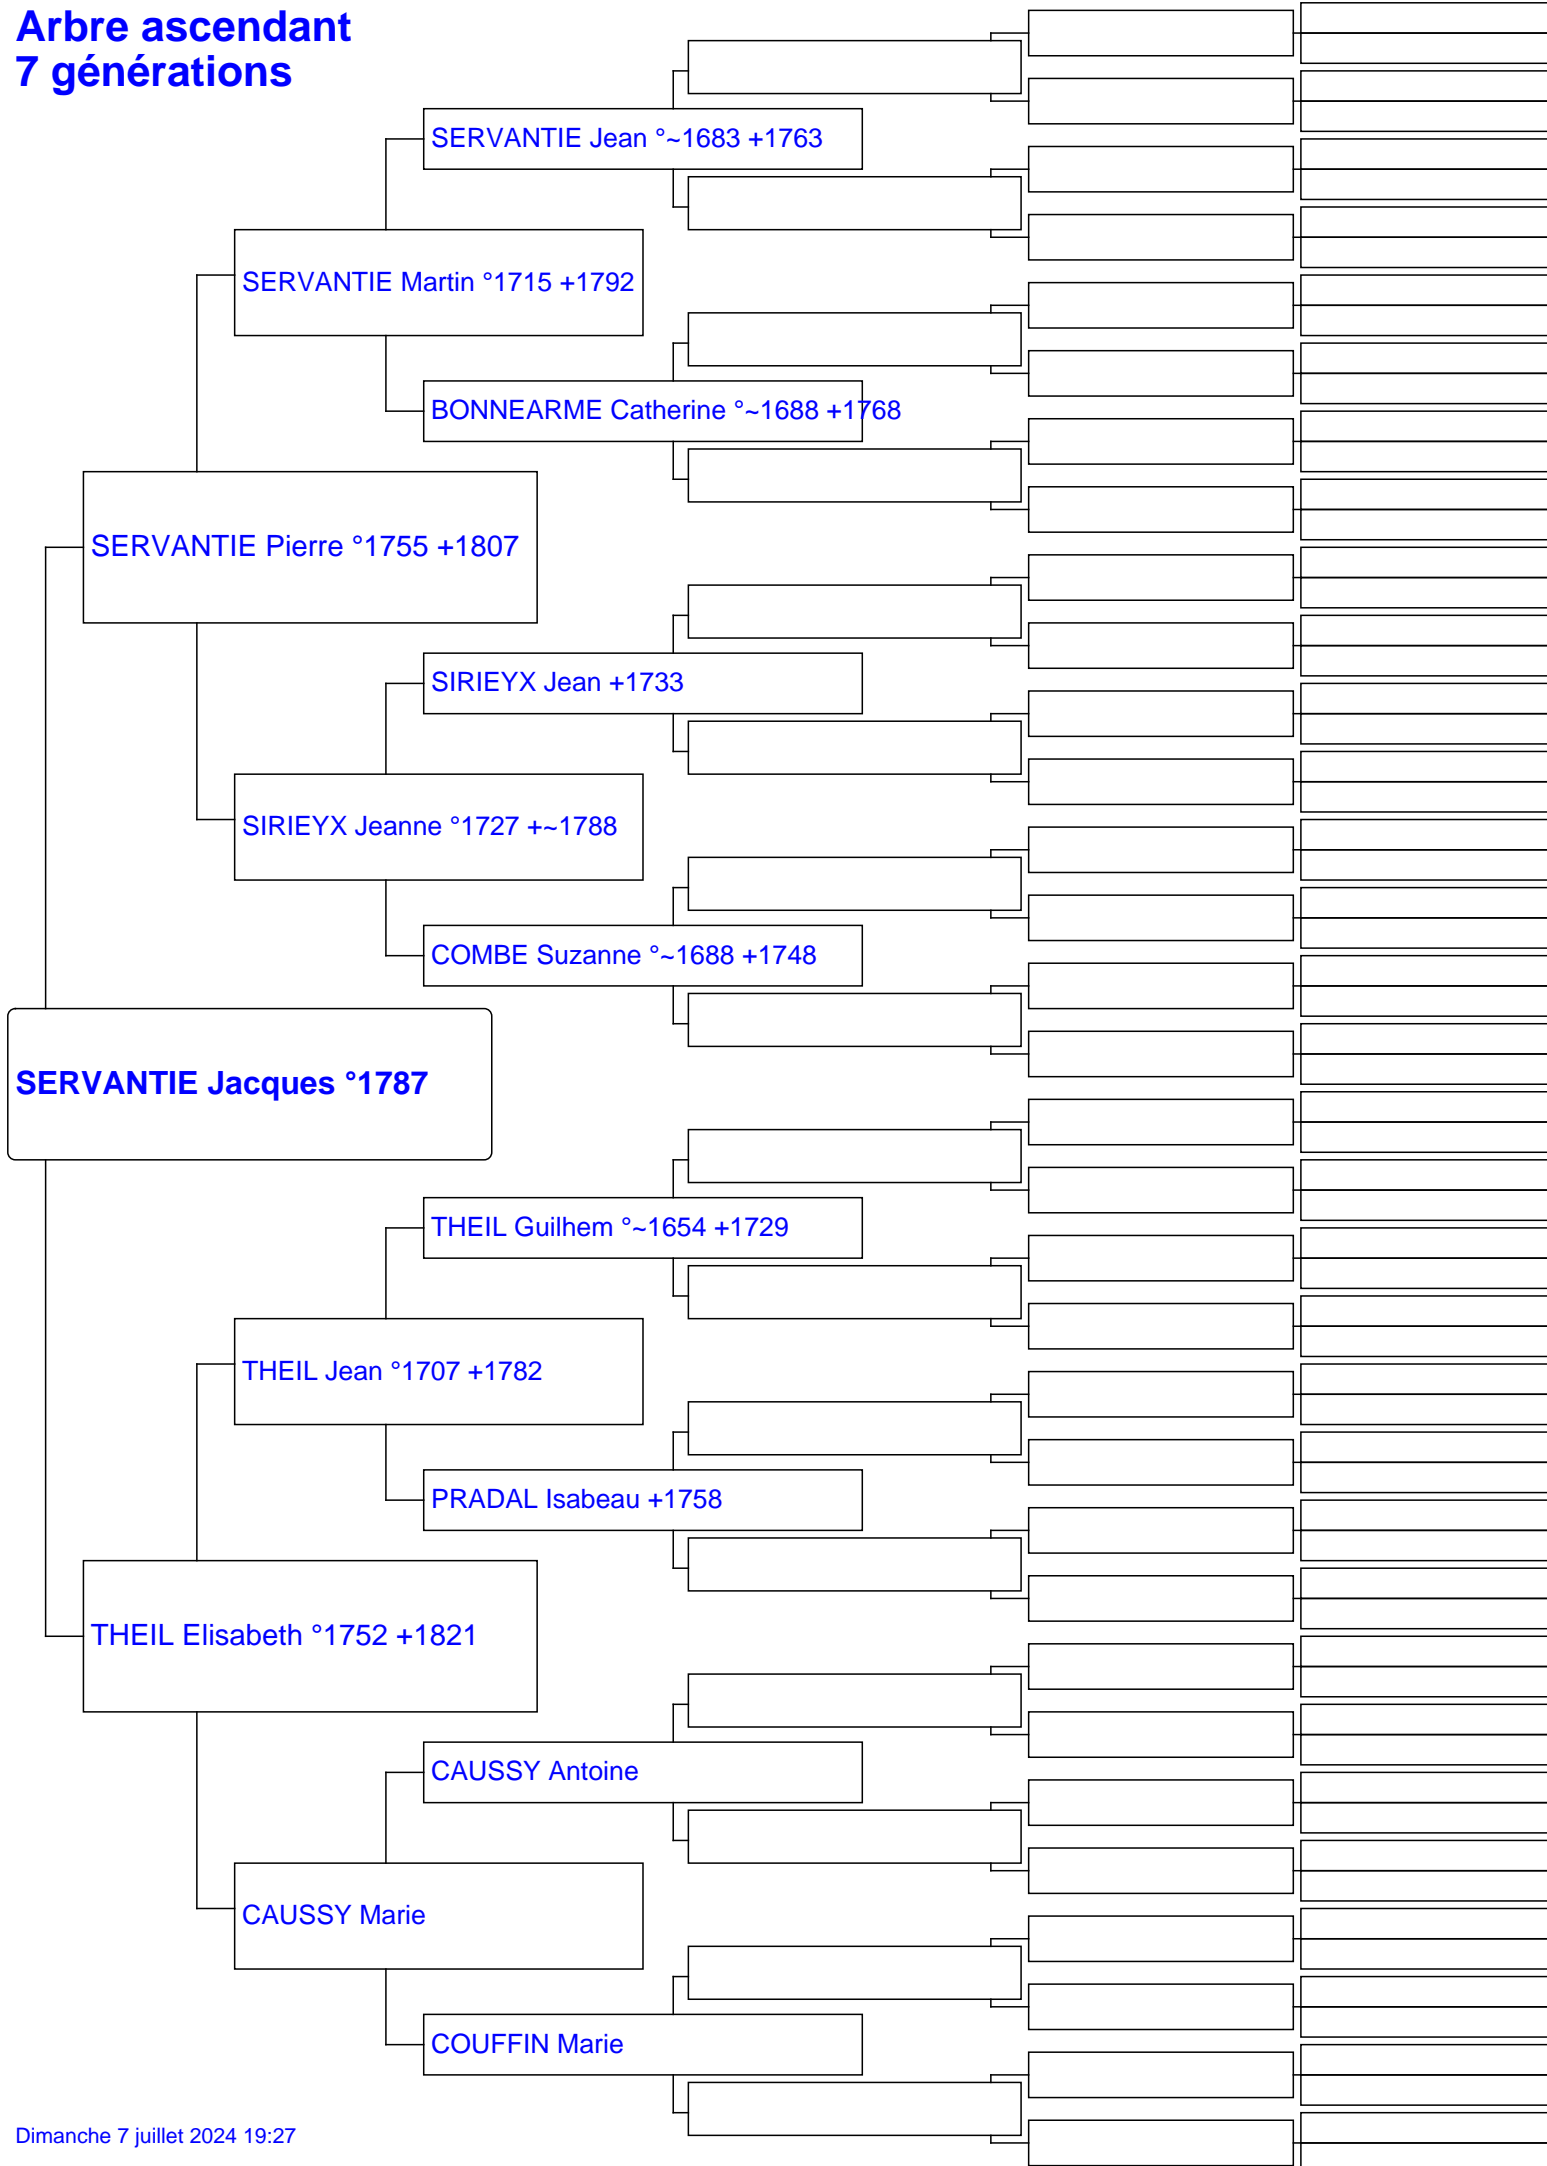 Arbre ascendant
7 générations
SERVANTIE Jean °~1683 +1763
SERVANTIE Martin °1715 +1792
BONNEARME Catherine °~1688 +1768
SERVANTIE Pierre °1755 +1807
SIRIEYX Jean +1733
SIRIEYX Jeanne °1727 +~1788
COMBE Suzanne °~1688 +1748
SERVANTIE Jacques °1787
THEIL Guilhem °~1654 +1729
THEIL Jean °1707 +1782
PRADAL Isabeau +1758
THEIL Elisabeth °1752 +1821
CAUSSY Antoine
CAUSSY Marie
COUFFIN Marie
Dimanche 7 juillet 2024 19:27